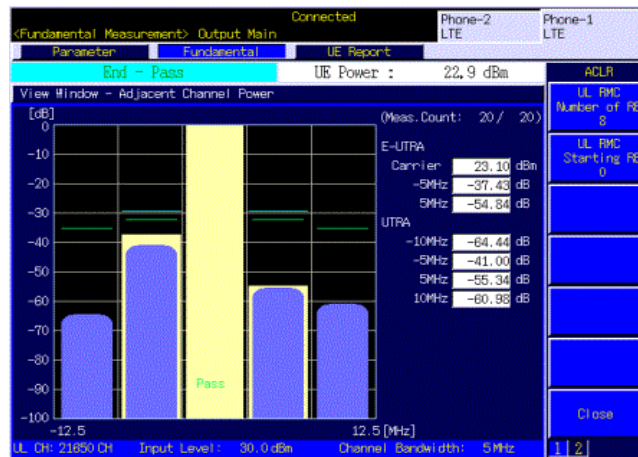 Connected
Phone-2
LTE
Phone-1
LTE
<Fundamental Measurement> Output Main
Parameter Fundamental UE Report
End - Pass UE Power : 22.9 dBm
ACLR
View Window - Adjacent Channel Power
UL RMC
Number of RB
8
UL RMC
Starting RB
0
Close
1 2
[dB]
(Meas.Count: 20/ 20)
0
-10
-20
-30
-40
-50
-60
-70
-80
-90
-100
Pass
-12.5 12.5[MHz]
E-UTRA
Carrier 23.10 dBm
-5MHz -37.43 dB
5MHz -54.84 dB
UTRA
-10MHz -64.44 dB
-5MHz -41.00 dB
5MHz -55.34 dB
10MHz -60.98 dB
UL CH: 21650 CH Input Level: 30.0 dBm Channel Bandwidth: 5 MHz